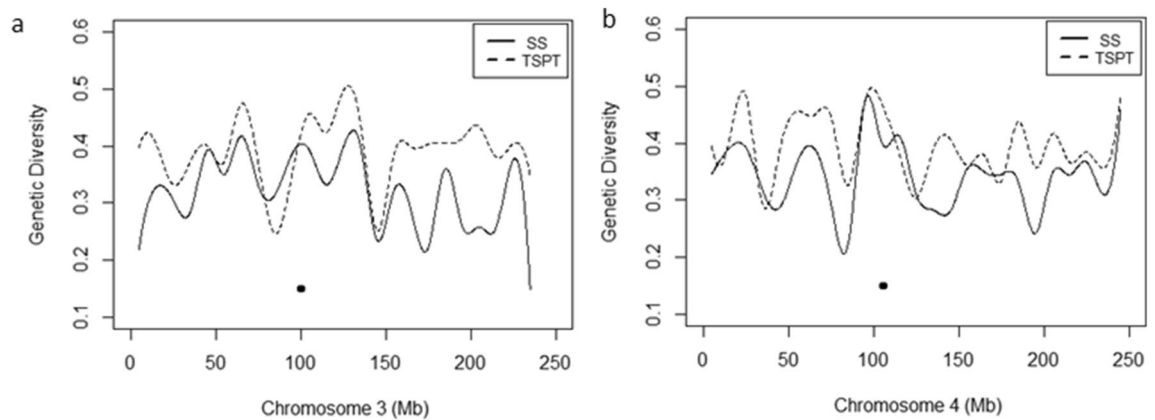 a
Genetic Diversity
0.1 0.2 0.3 0.4 0.5 0.6
SS
TSPT
0 50 100 150 200 250
Chromosome 3 (Mb)
b
Genetic Diversity
0.1 0.2 0.3 0.4 0.5 0.6
SS
TSPT
0 50 100 150 200 250
Chromosome 4 (Mb)